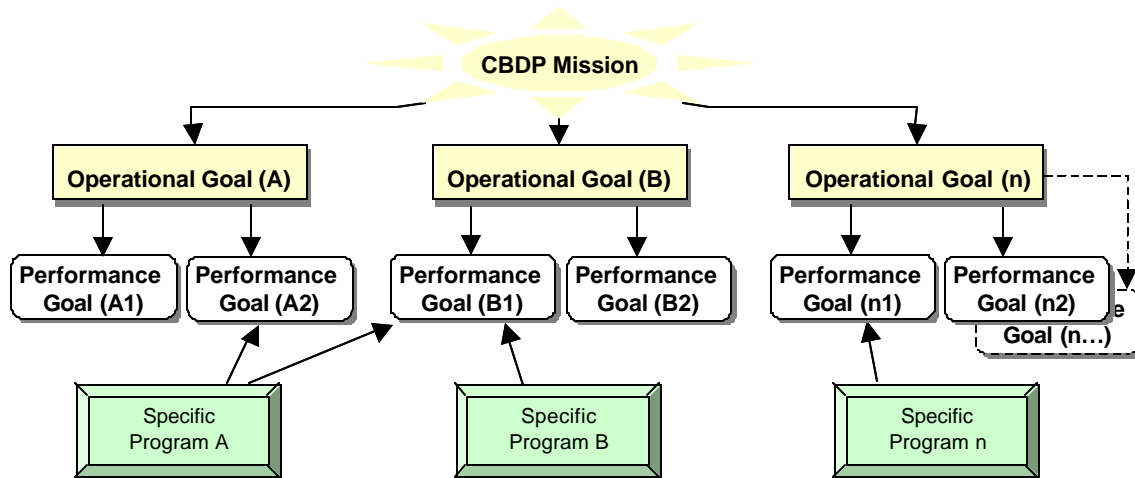 CBDP Mission
Operational Goal (A)
Operational Goal (B)
Operational Goal (n)
Performance
Goal (A1)
Performance
Goal (A2)
Performance
Goal (B1)
Performance
Goal (B2)
Performance
Goal (n1)
Performance
Goal (n2)
e
Goal (n…)
Specific
Program A
Specific
Program B
Specific
Program n